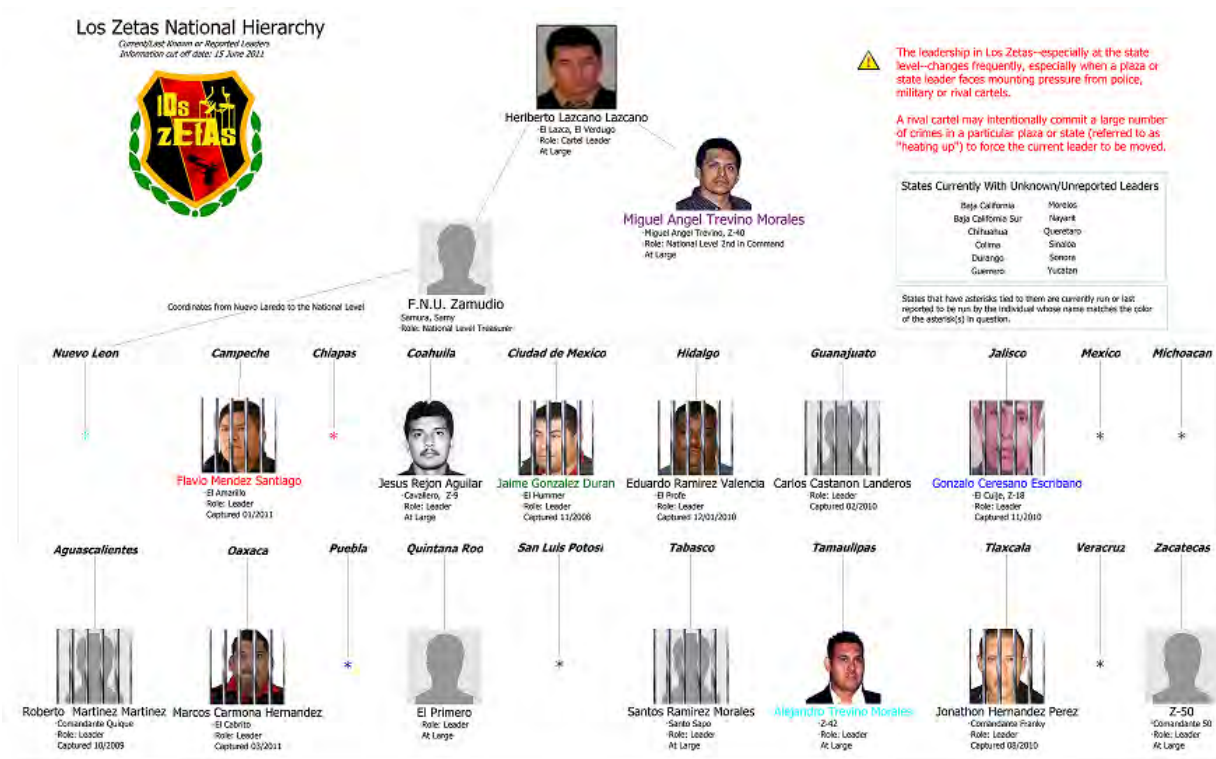 Los Zetas National Hierarchy
Current/Last Known or Reported Leaders
Information cut off date: 15 June 2011
los
zEtAs
Heriberto Lazcano Lazcano
-El Lazca, El Verdugo
Role: Cartel Leader
At Large
Miguel Angel Trevino Morales
-Miguel Angel Trevino, Z-40
-Role: National Level 2nd in Command
At Large
F.N.U. Zamudio
Samura, Samy
-Role: National Level Treasurer
Coordinates from Nuevo Laredo to the National Level
The leadership in Los Zetas--especially at the state
level--changes frequently, especially when a plaza or
state leader faces mounting pressure from police,
military or rival cartels.
A rival cartel may intentionally commit a large number
of crimes in a particular plaza or state (referred to as
"heating up") to force the current leader to be moved.
States Currently With Unknown/Unreported Leaders
Baja California Morelos
Baja California Sur Nayarit
Chihuahua Queretaro
Colima Sinaloa
Durango Sonora
Guerrero Yucatan
States that have asterisks tied to them are currently run or last
reported to be run by the individual whose name matches the color
of the asterisk(s) in question.
Nuevo Leon Campeche Chiapas Coahuila Ciudad de Mexico Hidalgo Guanajuato Jalisco Mexico Michoacan
* * * *
Flavio Mendez Santiago
-El Amarillo
-Role: Leader
Captured 01/2011
Jesus Rejon Aguilar
-Cavallero, Z-9
Role: Leader
At Large
Jaime Gonzalez Duran
-El Hummer
-Role: Leader
Captured 11/2008
Eduardo Ramirez Valencia
-El Profe
-Role: Leader
Captured 12/01/2010
Carlos Castanon Landeros
Role: Leader
Captured 02/2010
Gonzalo Ceresano Escribano
-El Cuije, Z-18
-Role: Leader
Captured 11/2010
Aguascalientes Oaxaca Puebla Quintana Roo San Luis Potosi Tabasco Tamaulipas Tlaxcala Veracruz Zacatecas
* * *
Roberto Martinez Martinez
-Comandante Quique
-Role: Leader
Captured 10/2009
Marcos Carmona Hernandez
-El Cabrito
-Role: Leader
Captured 03/2011
El Primero
-Role: Leader
At Large
Santos Ramirez Morales
-Santo Sapo
-Role: Leader
At Large
Alejandro Trevino Morales
-Z-42
-Role: Leader
At Large
Jonathon Hernandez Perez
-Comandante Franky
-Role: Leader
Captured 08/2010
Z-50
-Comandante 50
-Role: Leader
At Large